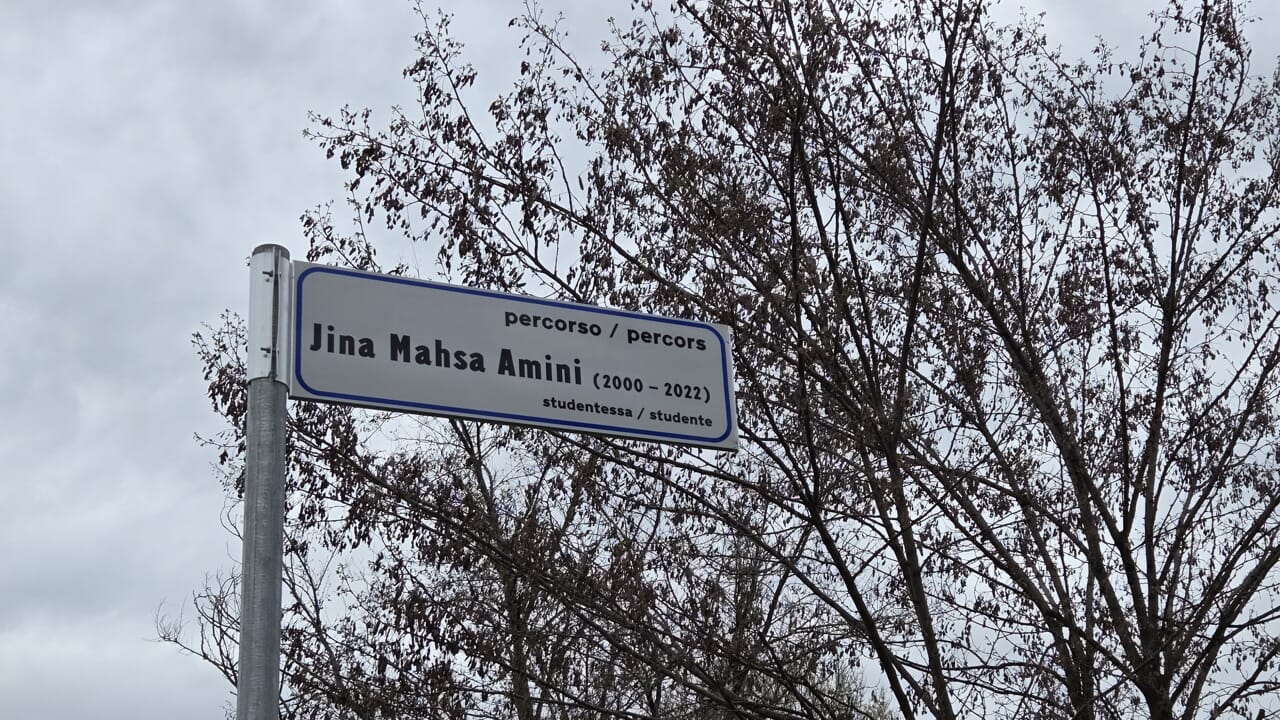 percorso / percors
Jina Mahsa Amini (2000 – 2022)
studentessa / studente